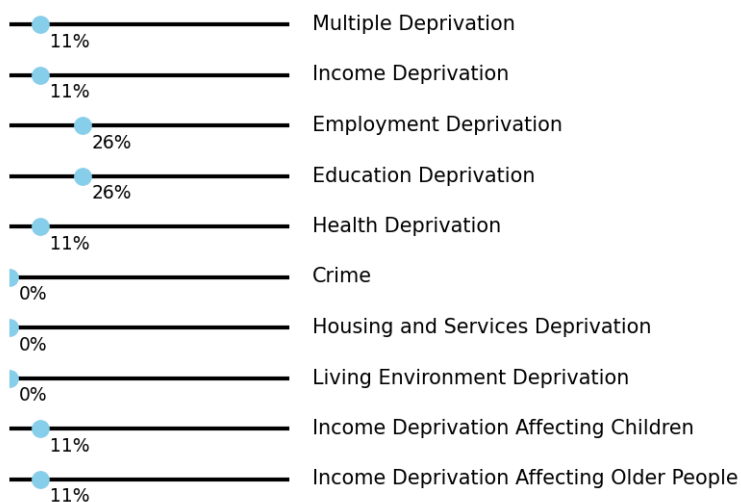 Multiple Deprivation
11%
Income Deprivation
11%
Employment Deprivation
26%
Education Deprivation
26%
Health Deprivation
11%
Crime
0%
Housing and Services Deprivation
0%
Living Environment Deprivation
0%
Income Deprivation Affecting Children
11%
Income Deprivation Affecting Older People
11%